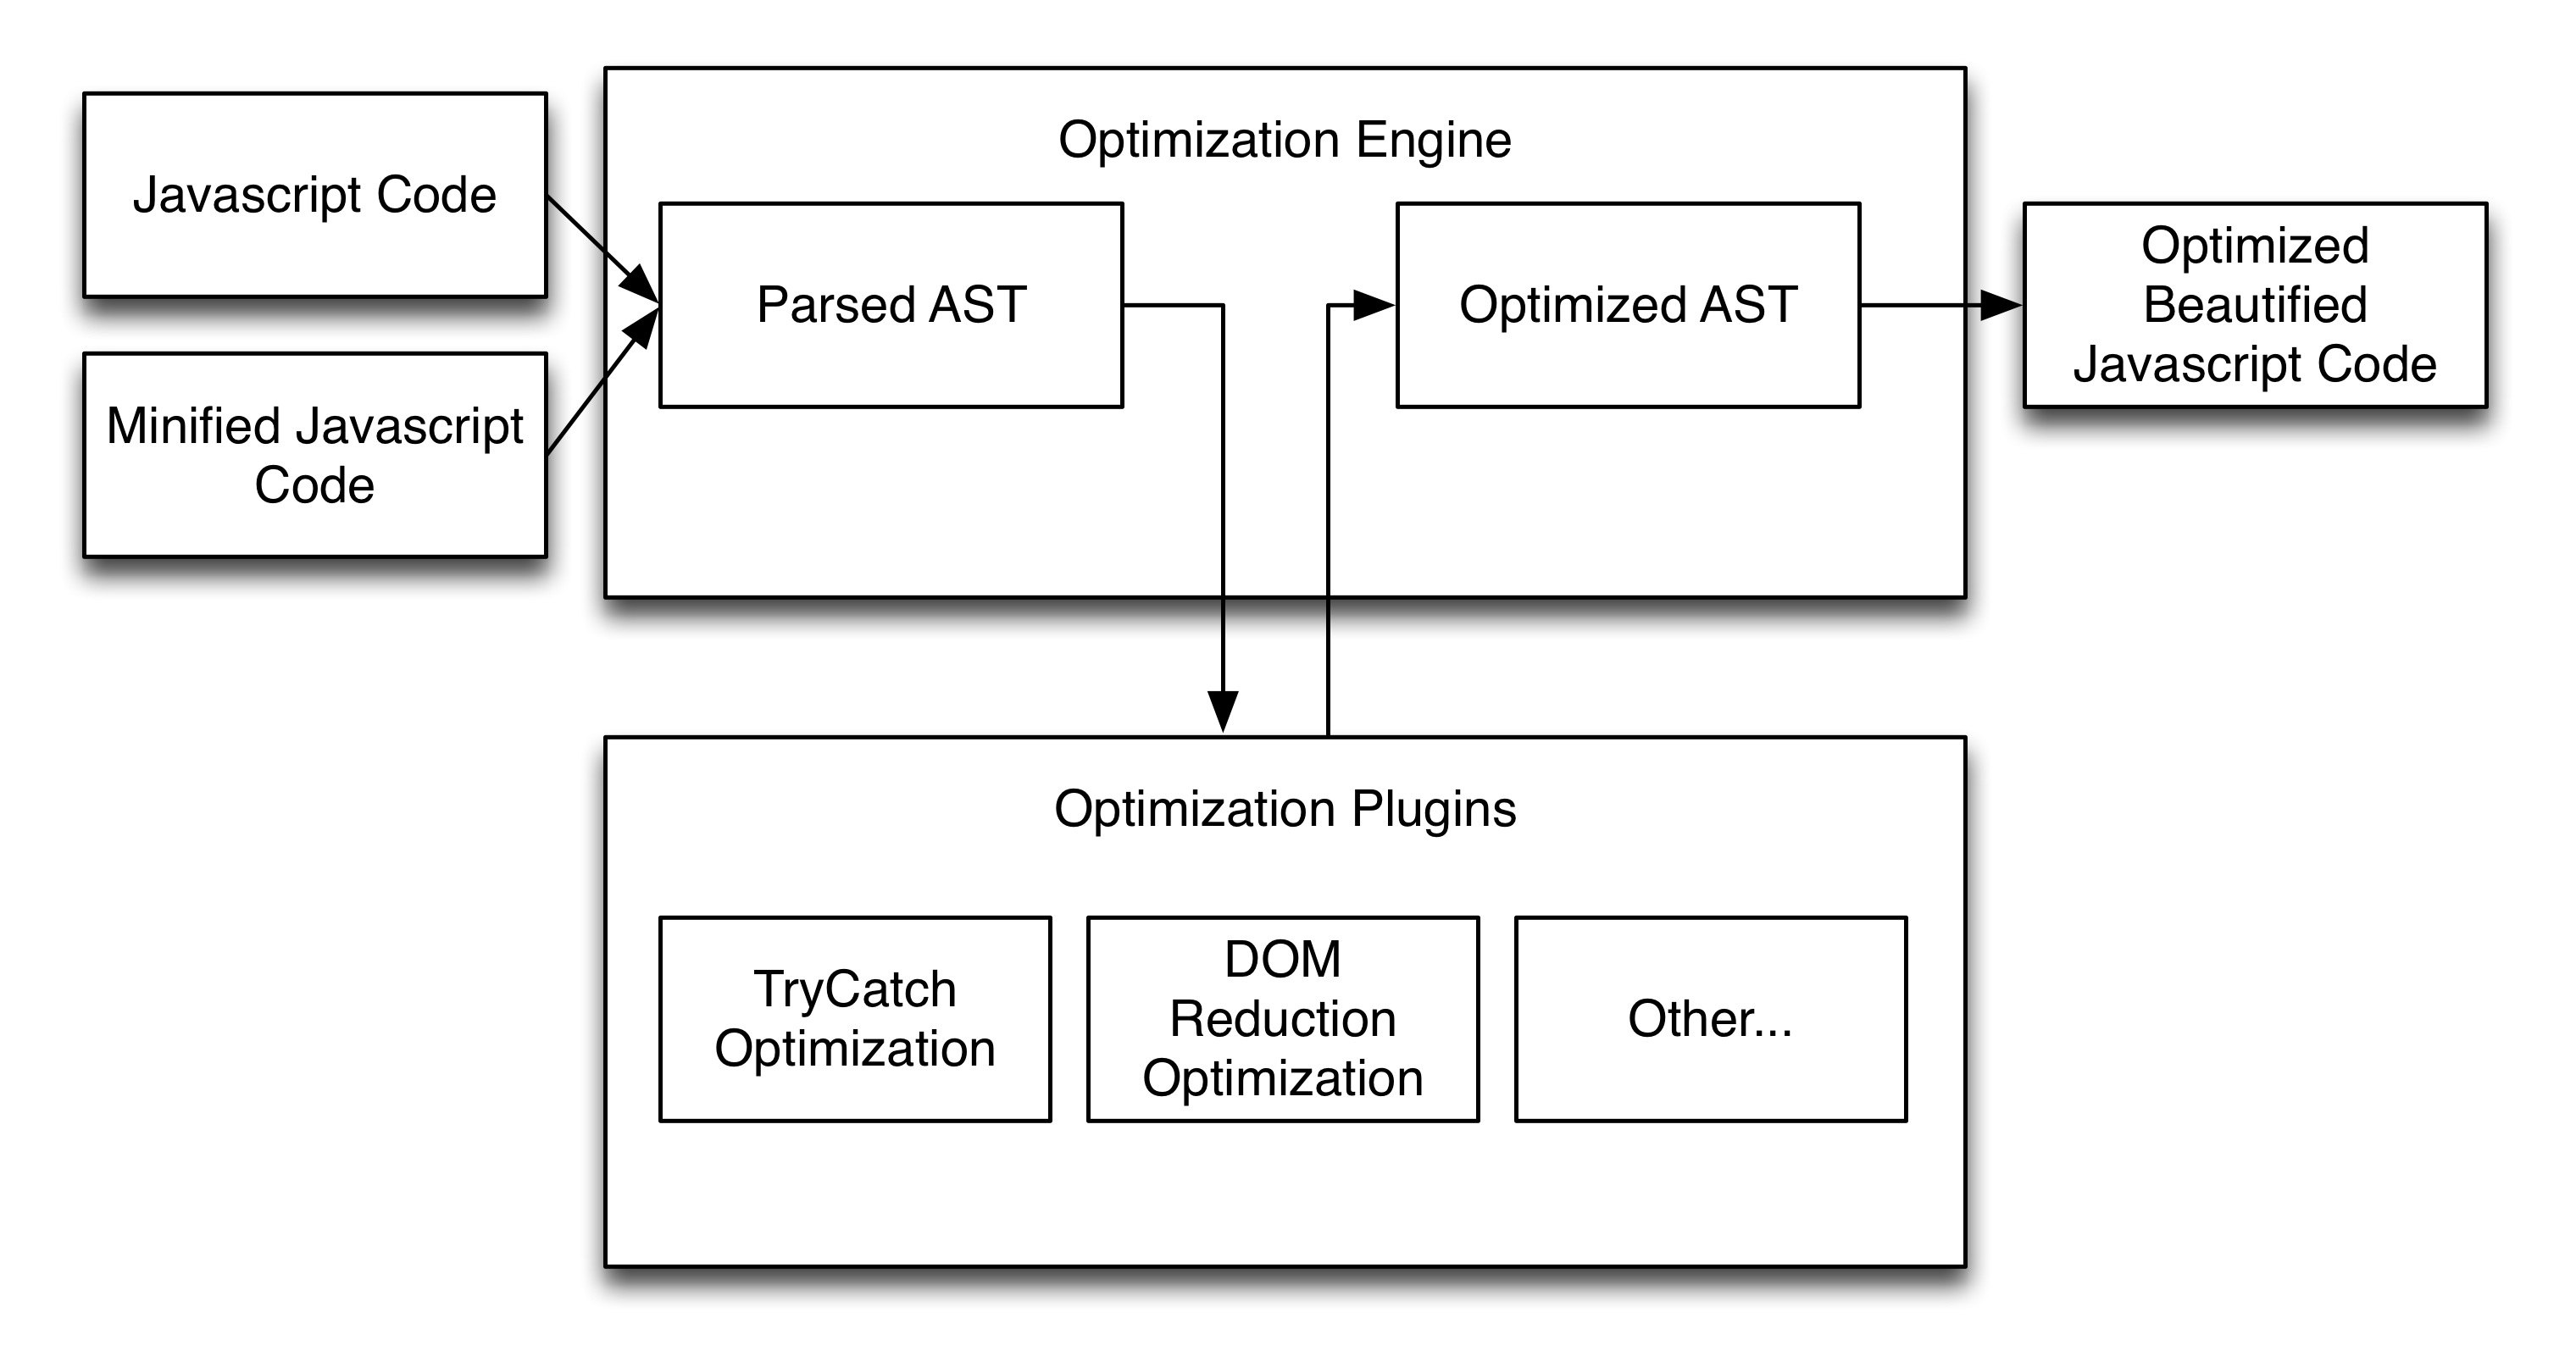 Optimization Engine
Javascript Code
Minified Javascript
Code
Parsed AST
Optimized AST
Optimized
Beautified
Javascript Code
Optimization Plugins
TryCatch
Optimization
DOM
Reduction
Optimization
Other...